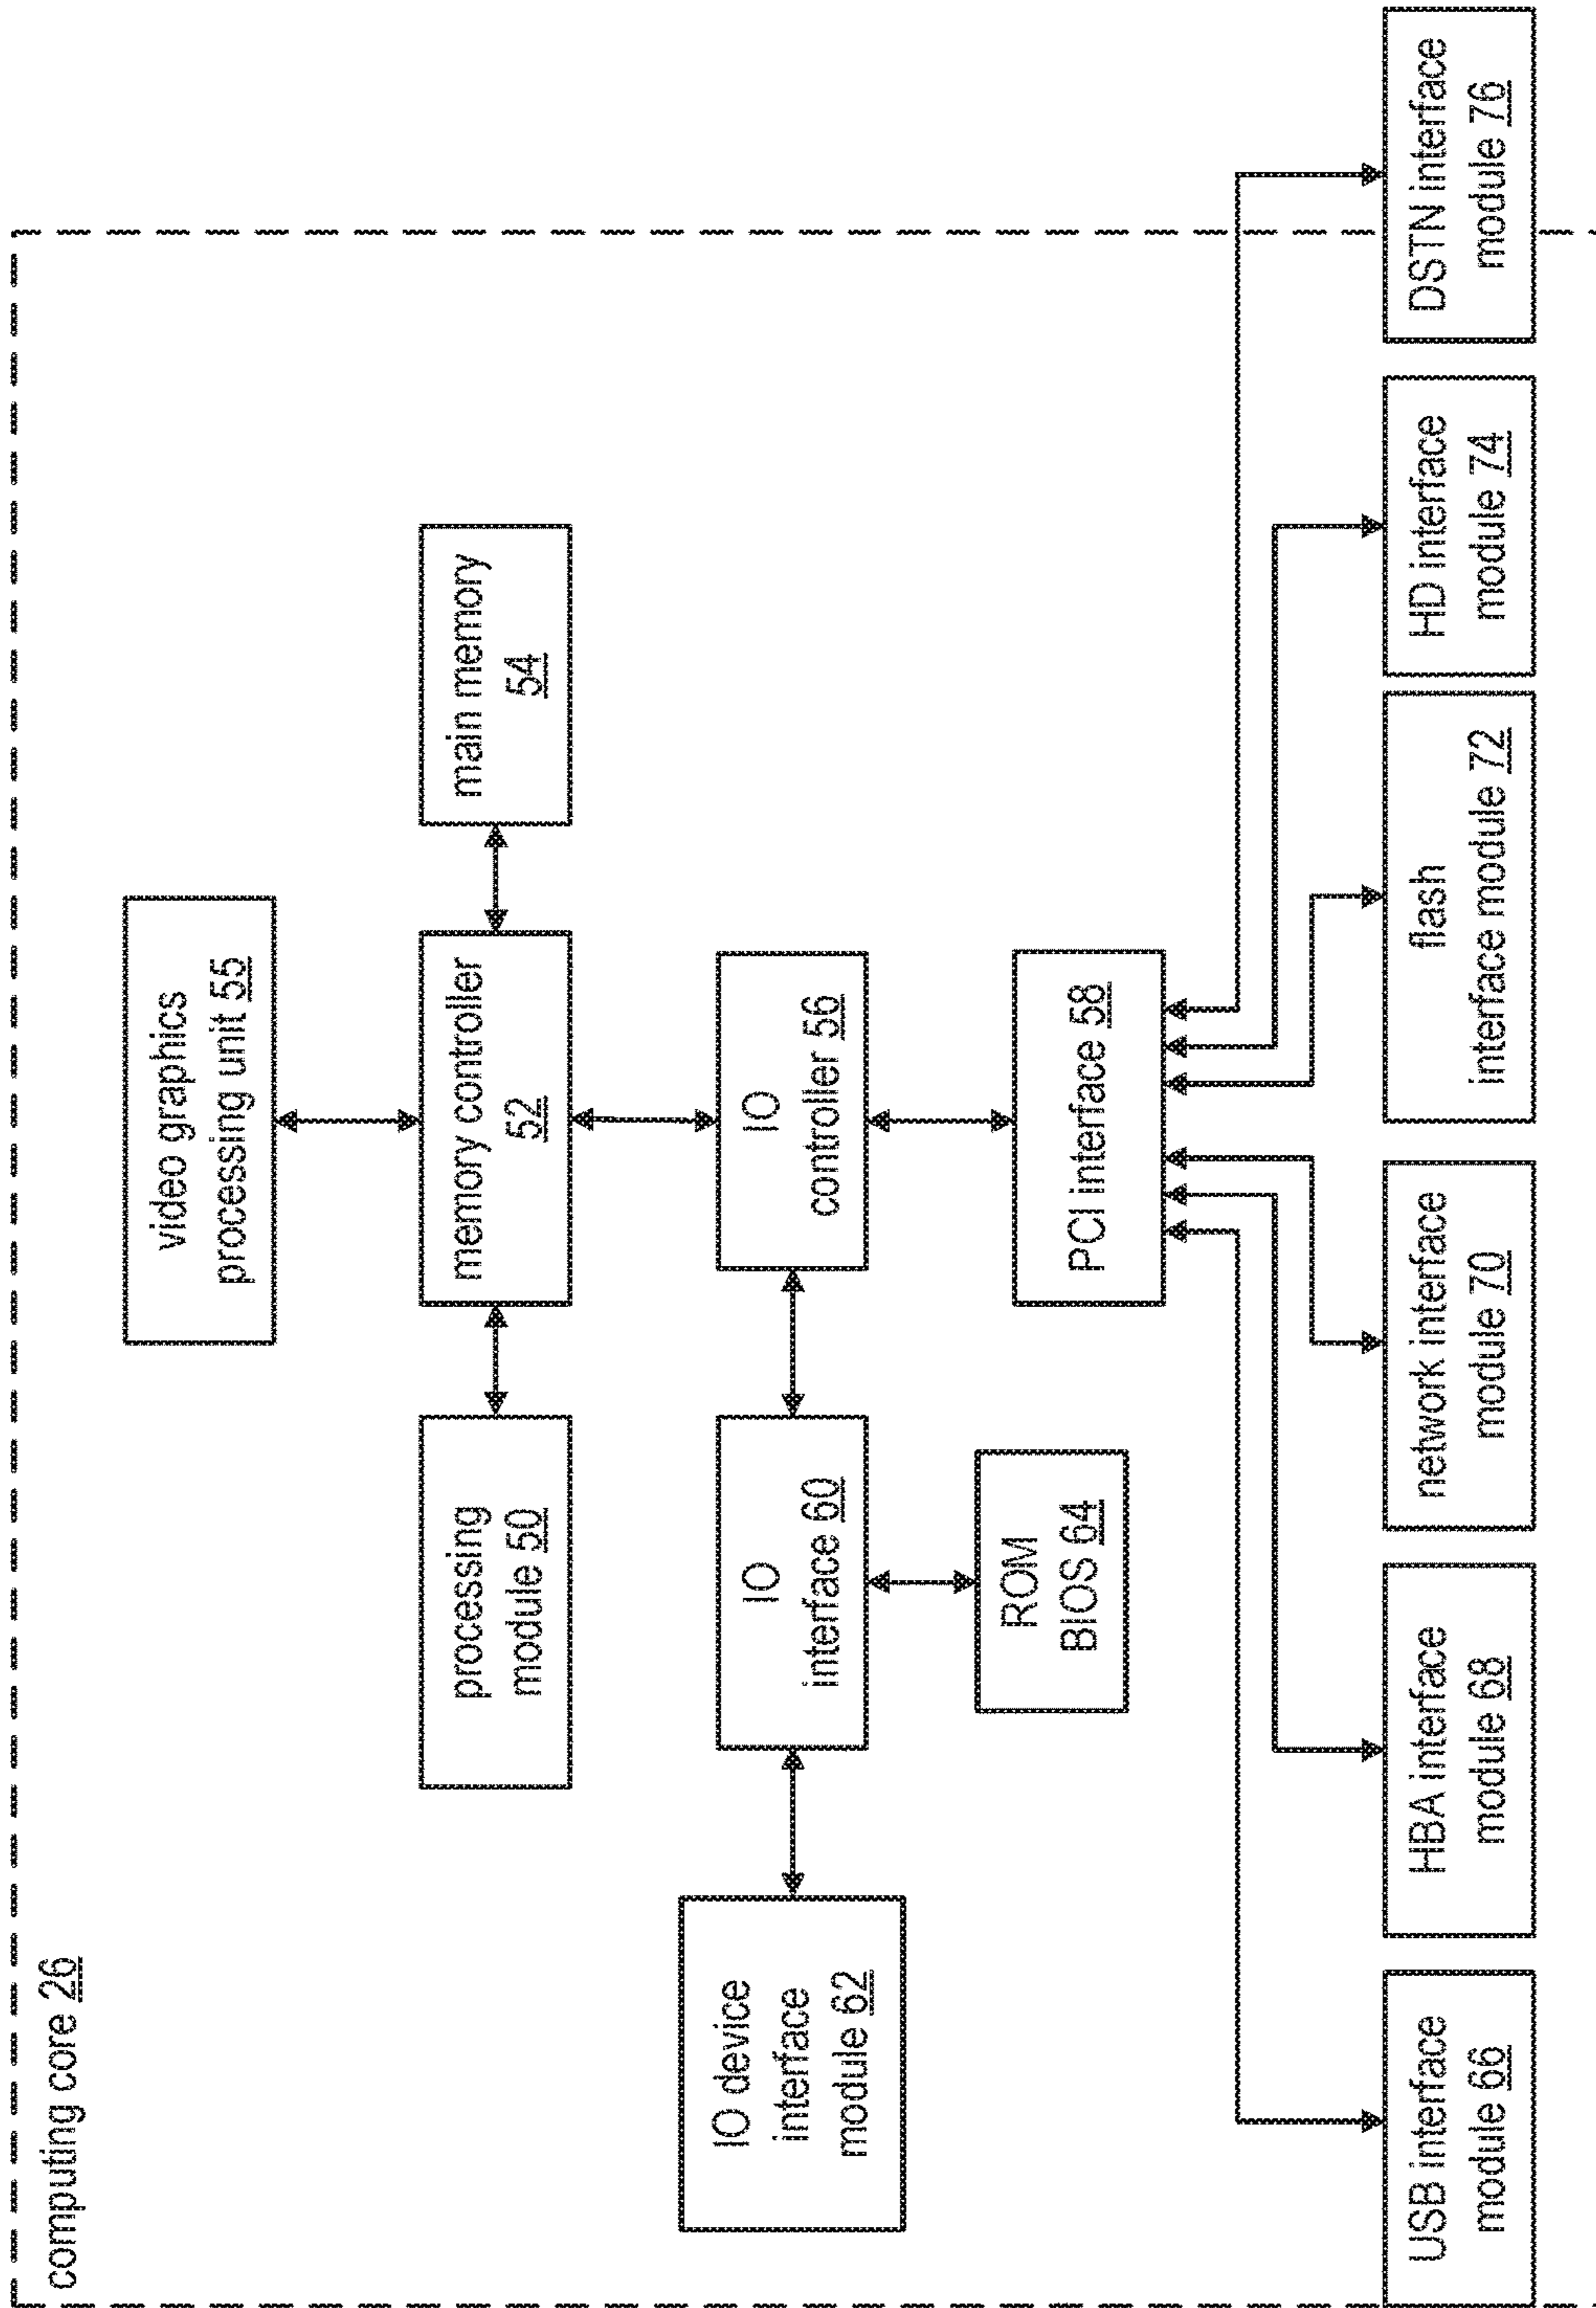 computing core 26
video graphics
processing unit 55
processing
module 50
memory controller
52
main memory
54
IO device
interface
module 62
IO
interface 60
IO
controller 56
ROM
BIOS 64
PCI interface 58
USB interface
module 66
HBA interface
module 68
network interface
module 70
flash
interface module 72
HD interface
module 74
DSTN interface
module 76